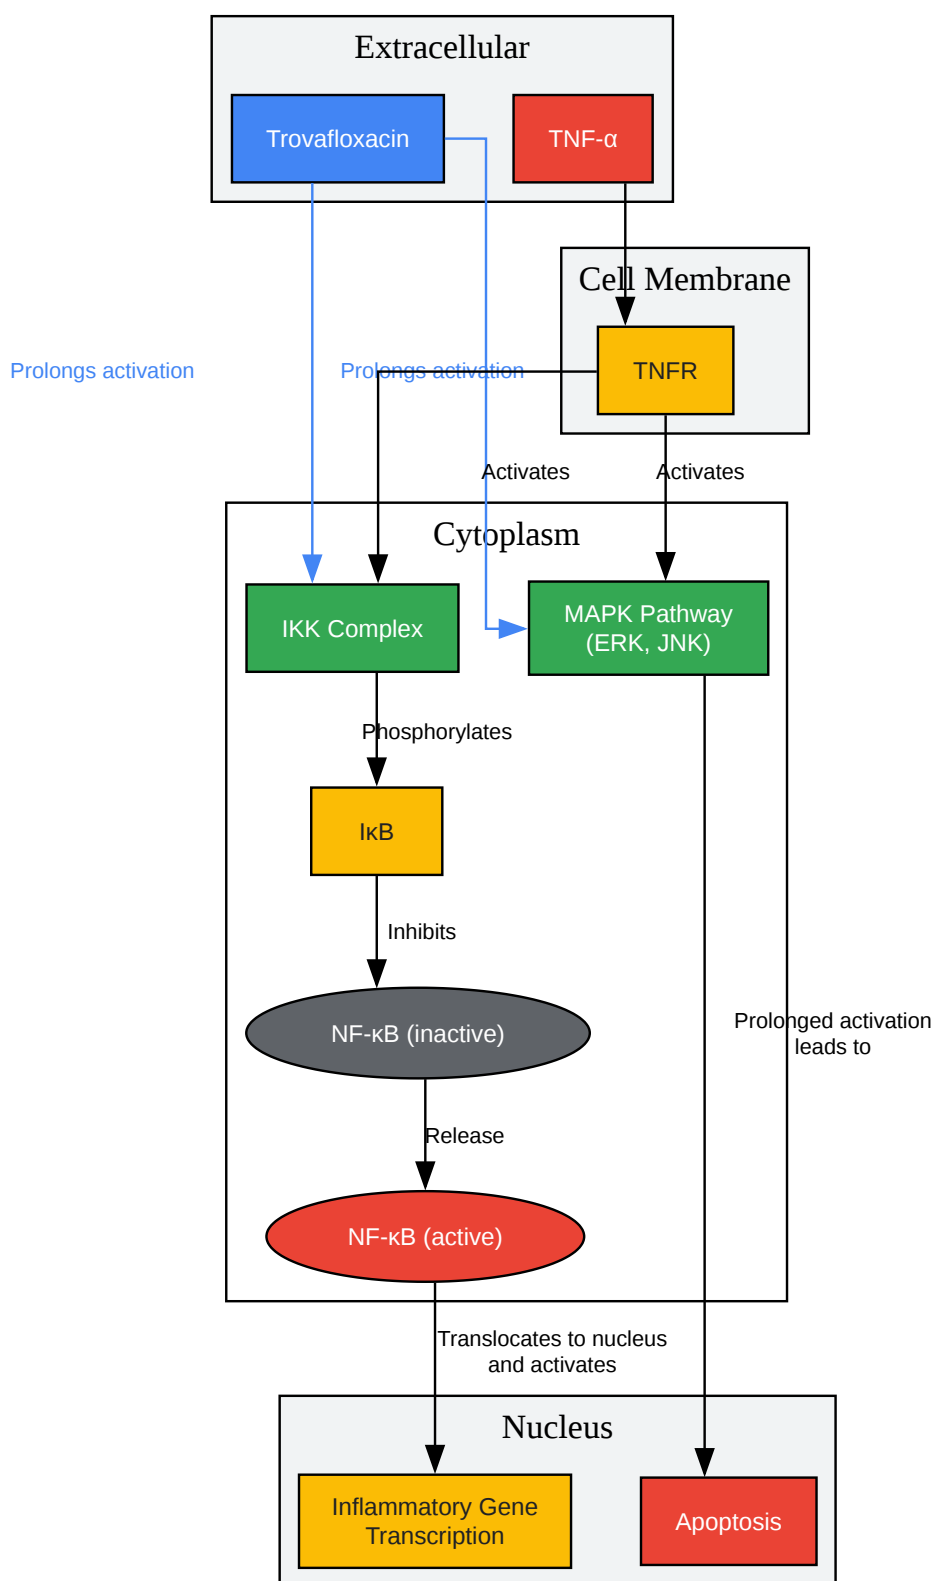 Extracellular
Trovafloxacin
TNF-α
Cell Membrane
Prolongs activation
Prolongs activation
TNFR
Activates
Activates
Cytoplasm
IKK Complex
MAPK Pathway
(ERK, JNK)
Phosphorylates
IκB
Inhibits
NF-κB (inactive)
Prolonged activation
leads to
Release
NF-κB (active)
Translocates to nucleus
and activates
Nucleus
Inflammatory Gene
Transcription
Apoptosis